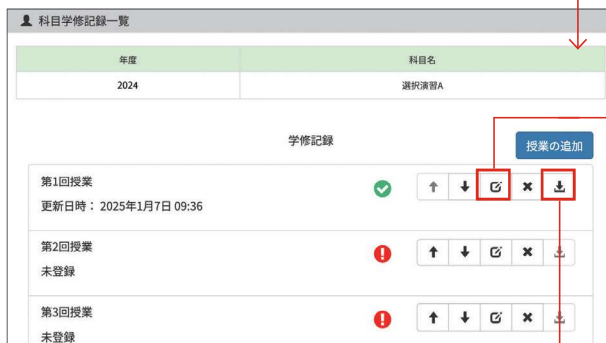 科目学修記録一覧
年度 科目名
2024 選択演習A
学修記録
授業の追加
第1回授業
更新日時： 2025年1月7日 09:36
第2回授業
未登録
第3回授業
未登録